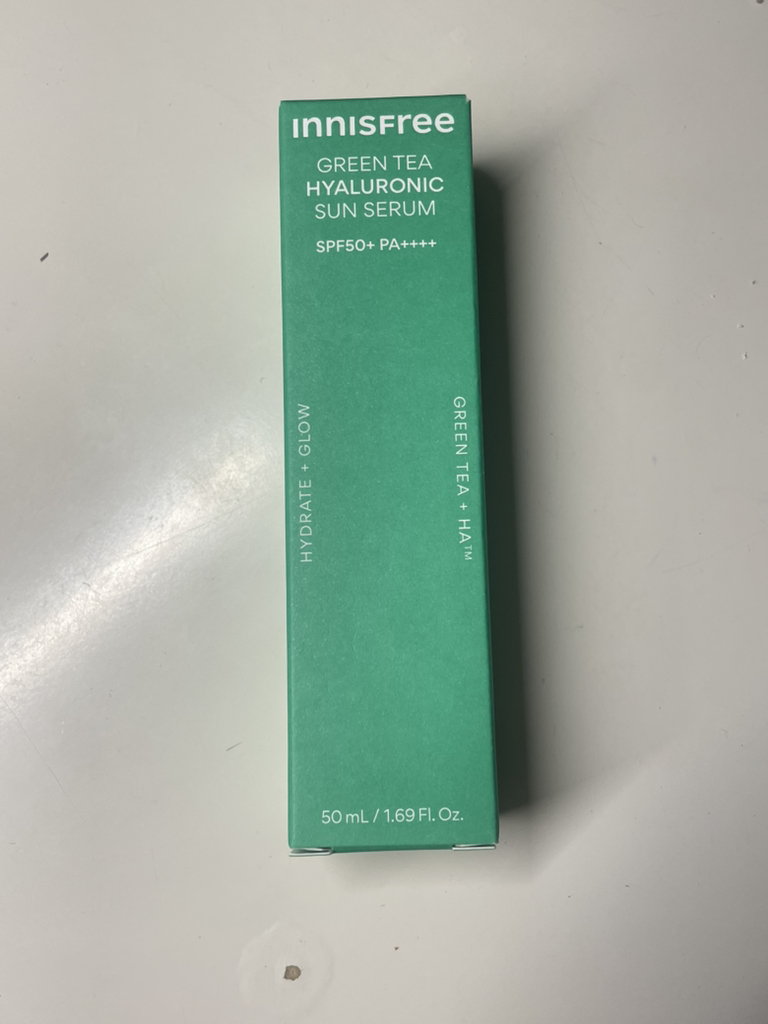 innisfree
GREEN TEA
HYALURONIC
SUN SERUM
SPF50+ PA++++
HYDRATE + GLOW
GREEN TEA + HA™
50 mL / 1.69 Fl. Oz.